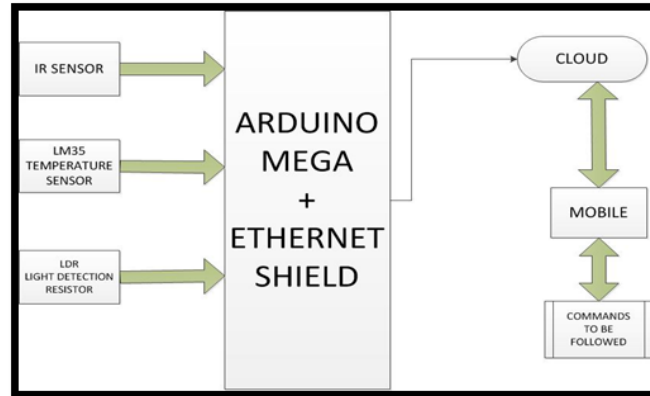 IR SENSOR
LM35
TEMPERATURE
SENSOR
LDR
LIGHT DETECTION
RESISTOR
ARDUINO
MEGA
+
ETHERNET
SHIELD
CLOUD
MOBILE
COMMANDS
TO BE
FOLLOWED